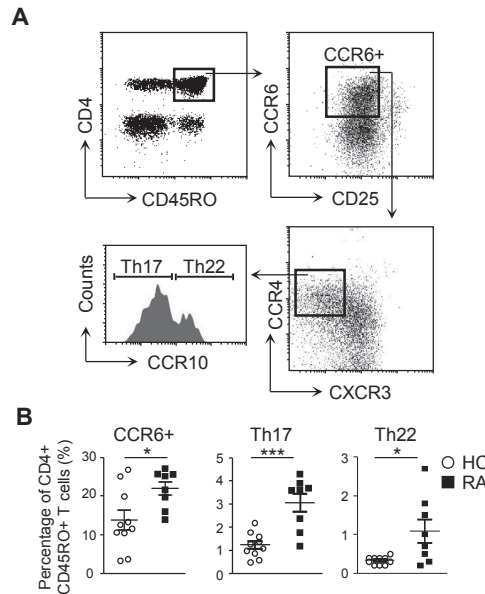 A
CD4
CD45RO
CCR6+
CCR6
CD25
Th17 Th22
Counts
CCR10
CCR4
CXCR3
B
Percentage of CD4+
CD45RO+ T cells (%)
CCR6+
*
40
30
20
10
0
Th17
***
5
4
3
2
1
0
Th22
*
3
2
1
0
HC
RA